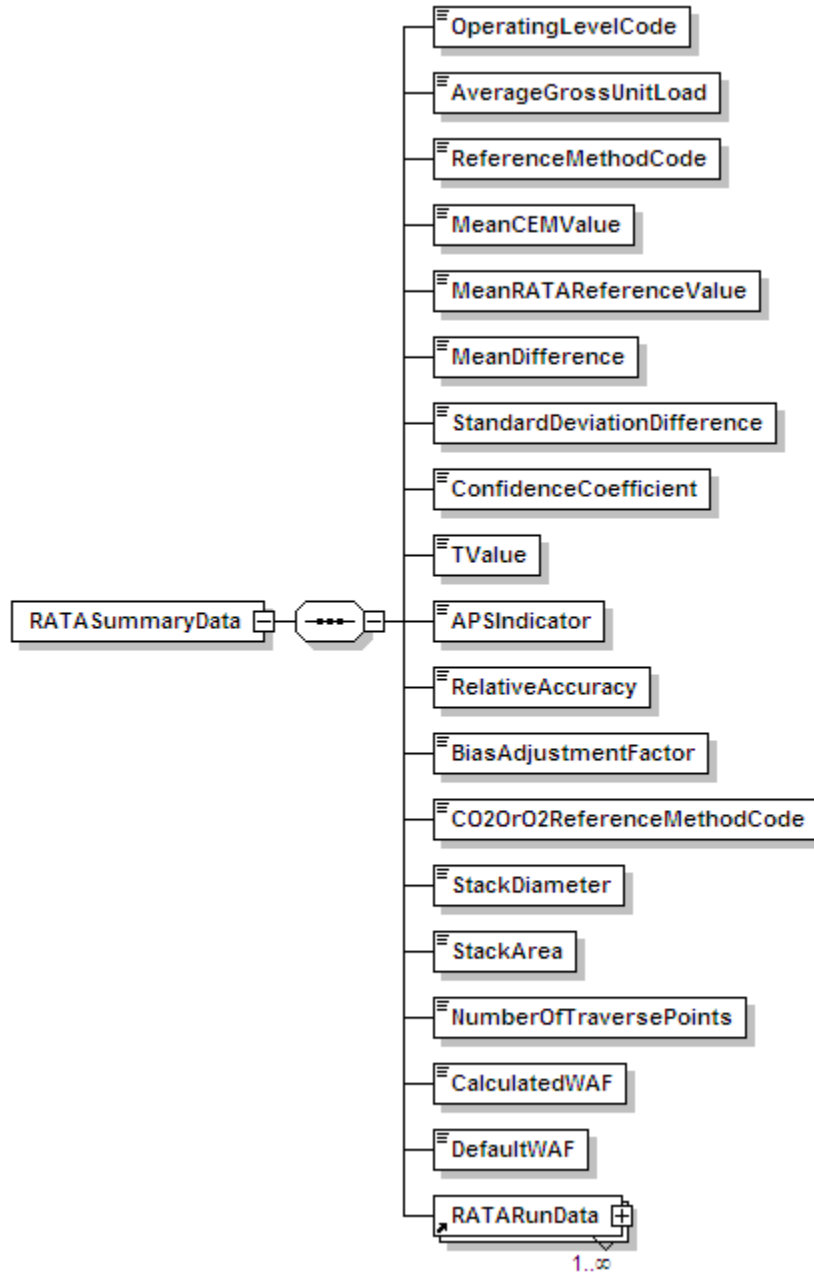 OperatingLevelCode
AverageGrossUnitLoad
ReferenceMethodCode
MeanCEMValue
MeanRATAReferenceValue
MeanDifference
StandardDeviationDifference
ConfidenceCoefficient
TValue
RATASummaryData
APSIndicator
RelativeAccuracy
BiasAdjustmentFactor
CO2OrO2ReferenceMethodCode
StackDiameter
StackArea
NumberOfTraversePoints
CalculatedWAF
DefaultWAF
RATARunData
1..∞